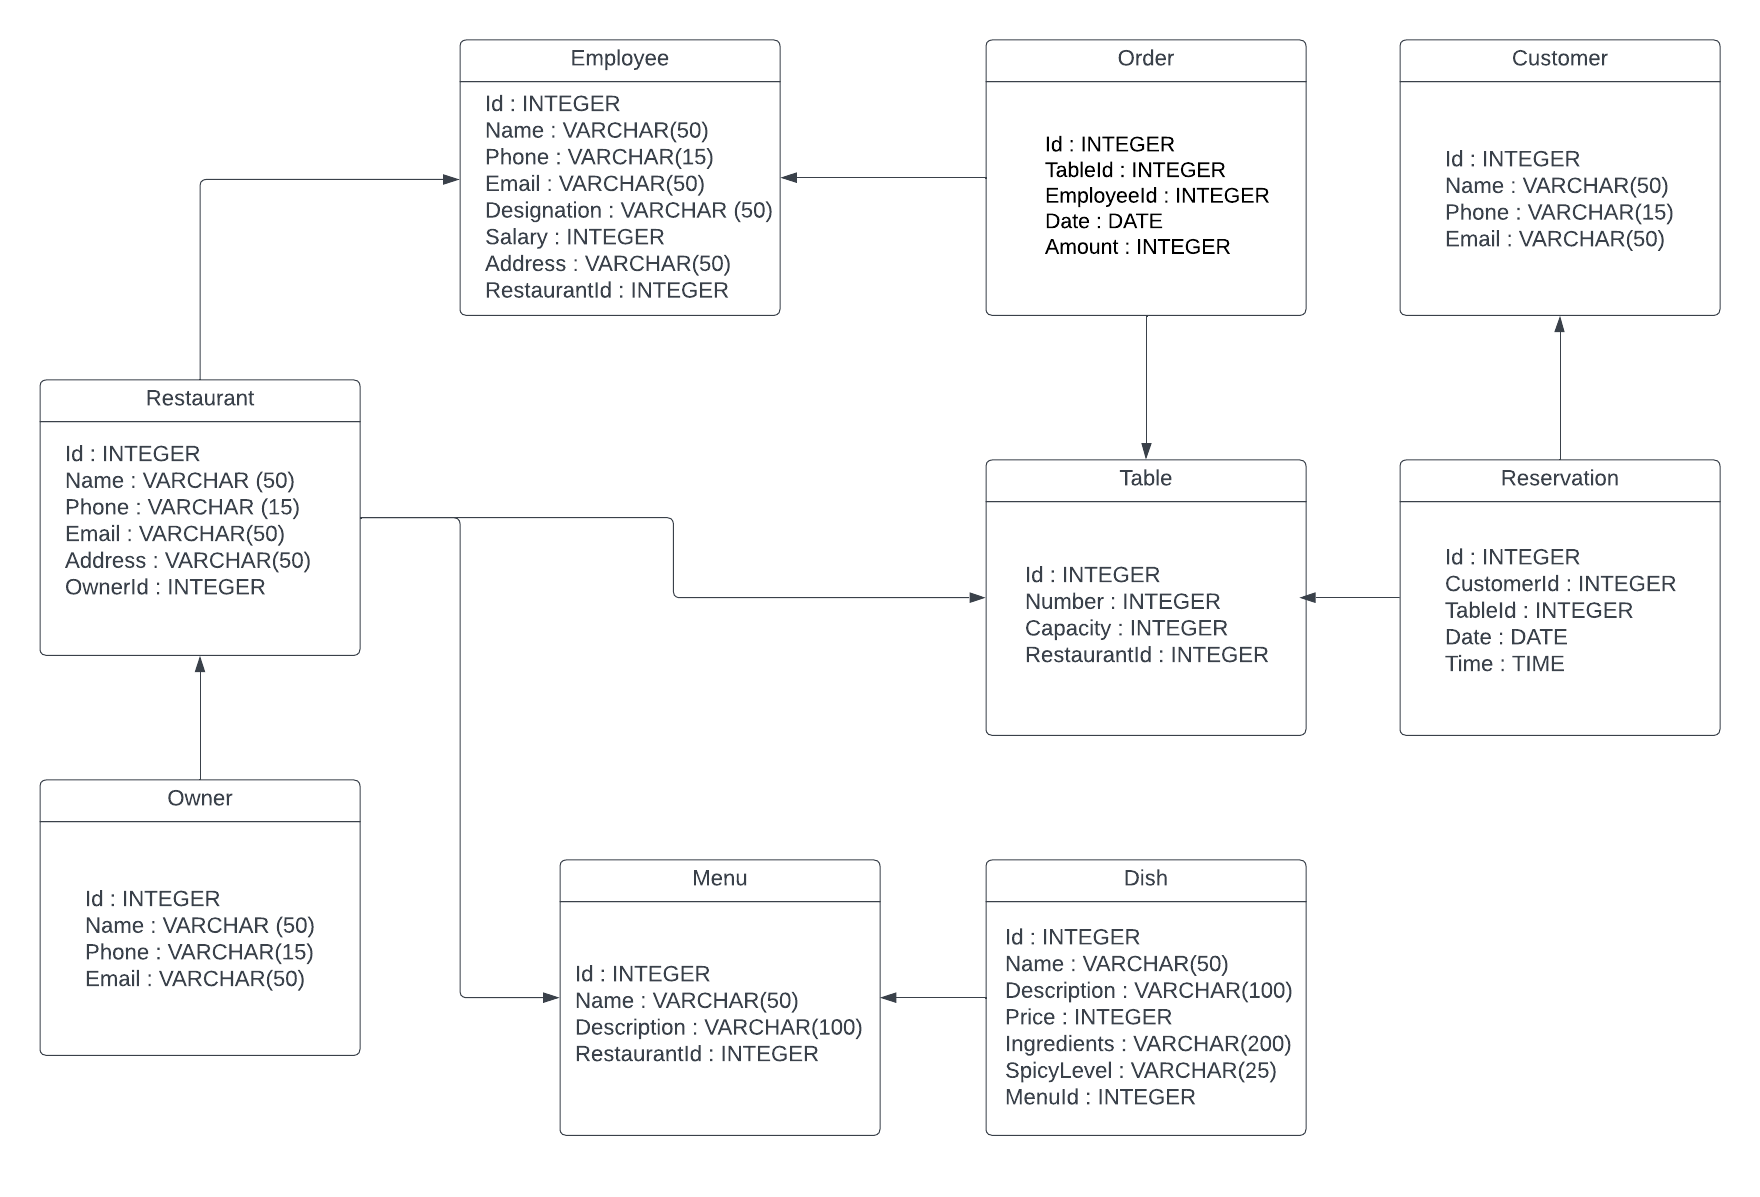 Employee
Id : INTEGER
Name : VARCHAR(50)
Phone : VARCHAR(15)
Email : VARCHAR(50)
Designation : VARCHAR (50)
Salary : INTEGER
Address : VARCHAR(50)
RestaurantId : INTEGER
Order
Id : INTEGER
TableId : INTEGER
EmployeeId : INTEGER
Date : DATE
Amount : INTEGER
Customer
Id : INTEGER
Name : VARCHAR(50)
Phone : VARCHAR(15)
Email : VARCHAR(50)
Restaurant
Id : INTEGER
Name : VARCHAR (50)
Phone : VARCHAR (15)
Email : VARCHAR(50)
Address : VARCHAR(50)
OwnerId : INTEGER
Table
Id : INTEGER
Number : INTEGER
Capacity : INTEGER
RestaurantId : INTEGER
Reservation
Id : INTEGER
CustomerId : INTEGER
TableId : INTEGER
Date : DATE
Time : TIME
Owner
Id : INTEGER
Name : VARCHAR (50)
Phone : VARCHAR(15)
Email : VARCHAR(50)
Menu
Id : INTEGER
Name : VARCHAR(50)
Description : VARCHAR(100)
RestaurantId : INTEGER
Dish
Id : INTEGER
Name : VARCHAR(50)
Description : VARCHAR(100)
Price : INTEGER
Ingredients : VARCHAR(200)
SpicyLevel : VARCHAR(25)
MenuId : INTEGER